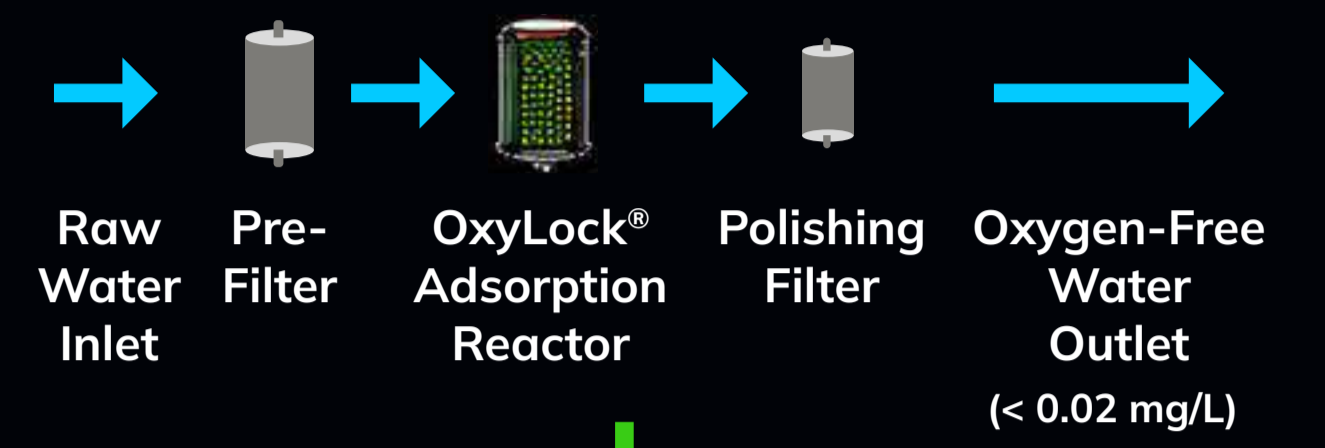 Raw
Water
Inlet
Pre-
Filter
OxyLock®
Adsorption
Reactor
Polishing
Filter
Oxygen-Free
Water
Outlet
(< 0.02 mg/L)